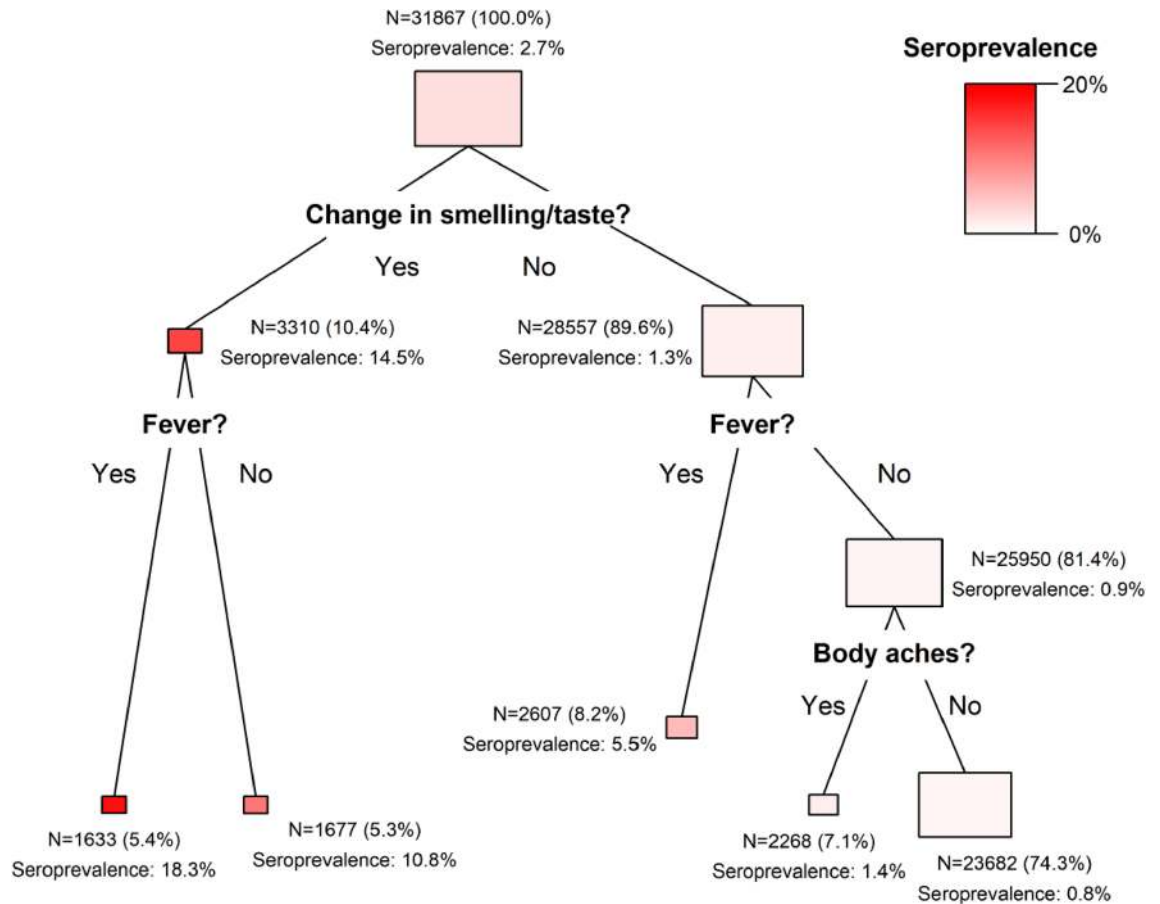 N=31867 (100.0%)
Seroprevalence: 2.7%
Seroprevalence
20%
0%
Change in smelling/taste?
Yes
No
N=3310 (10.4%)
Seroprevalence: 14.5%
N=28557 (89.6%)
Seroprevalence: 1.3%
Fever?
Yes
No
Fever?
Yes
No
N=25950 (81.4%)
Seroprevalence: 0.9%
Body aches?
Yes
No
N=2607 (8.2%)
Seroprevalence: 5.5%
N=1633 (5.4%)
Seroprevalence: 18.3%
N=1677 (5.3%)
Seroprevalence: 10.8%
N=2268 (7.1%)
Seroprevalence: 1.4%
N=23682 (74.3%)
Seroprevalence: 0.8%